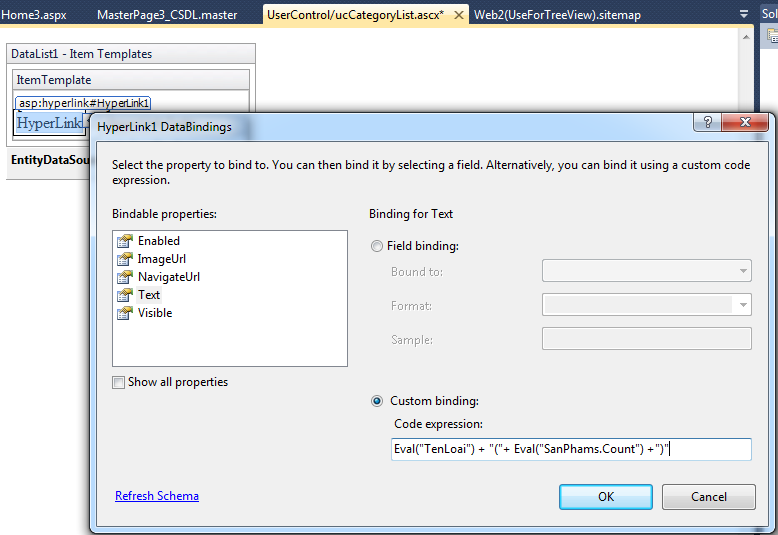 Home3.aspx MasterPage3_CSDL.master UserControl/ucCategoryList.ascx* Web2(UseForTreeView).sitemap Sol
DataList1 - Item Templates
ItemTemplate
asp:hyperlink#HyperLink1
HyperLink
EntityDataSou
HyperLink1 DataBindings
Select the property to bind to. You can then bind it by selecting a field. Alternatively, you can bind it using a custom code
expression.
Bindable properties:
Enabled
ImageUrl
NavigateUrl
Text
Visible
Show all properties
Binding for Text
Field binding:
Bound to:
Format:
Sample:
Custom binding:
Code expression:
Eval("TenLoai") + "("+ Eval("SanPhams.Count") +")"
Refresh Schema
OK
Cancel